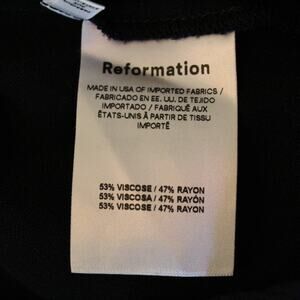 Reformation
MADE IN USA OF IMPORTED FABRICS /
FABRICADO EN EE. UU. DE TEJIDO
IMPORTADO / FABRIQUÉ AUX
ÉTATS-UNIS À PARTIR DE TISSU
IMPORTÉ
53% VISCOSE / 47% RAYON
53% VISCOSA / 47% RAYON
53% VISCOSE / 47% RAYON